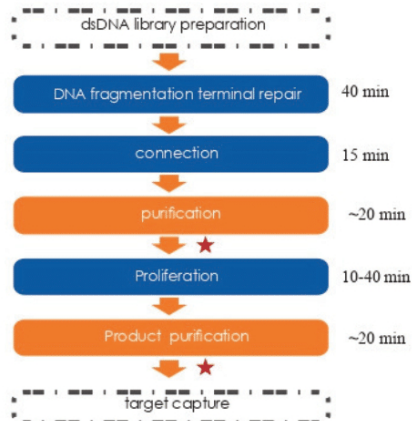 dsDNA library preparation
DNA fragmentation terminal repair 40 min
connection 15 min
purification ~20 min
Proliferation 10-40 min
Product purification ~20 min
target capture